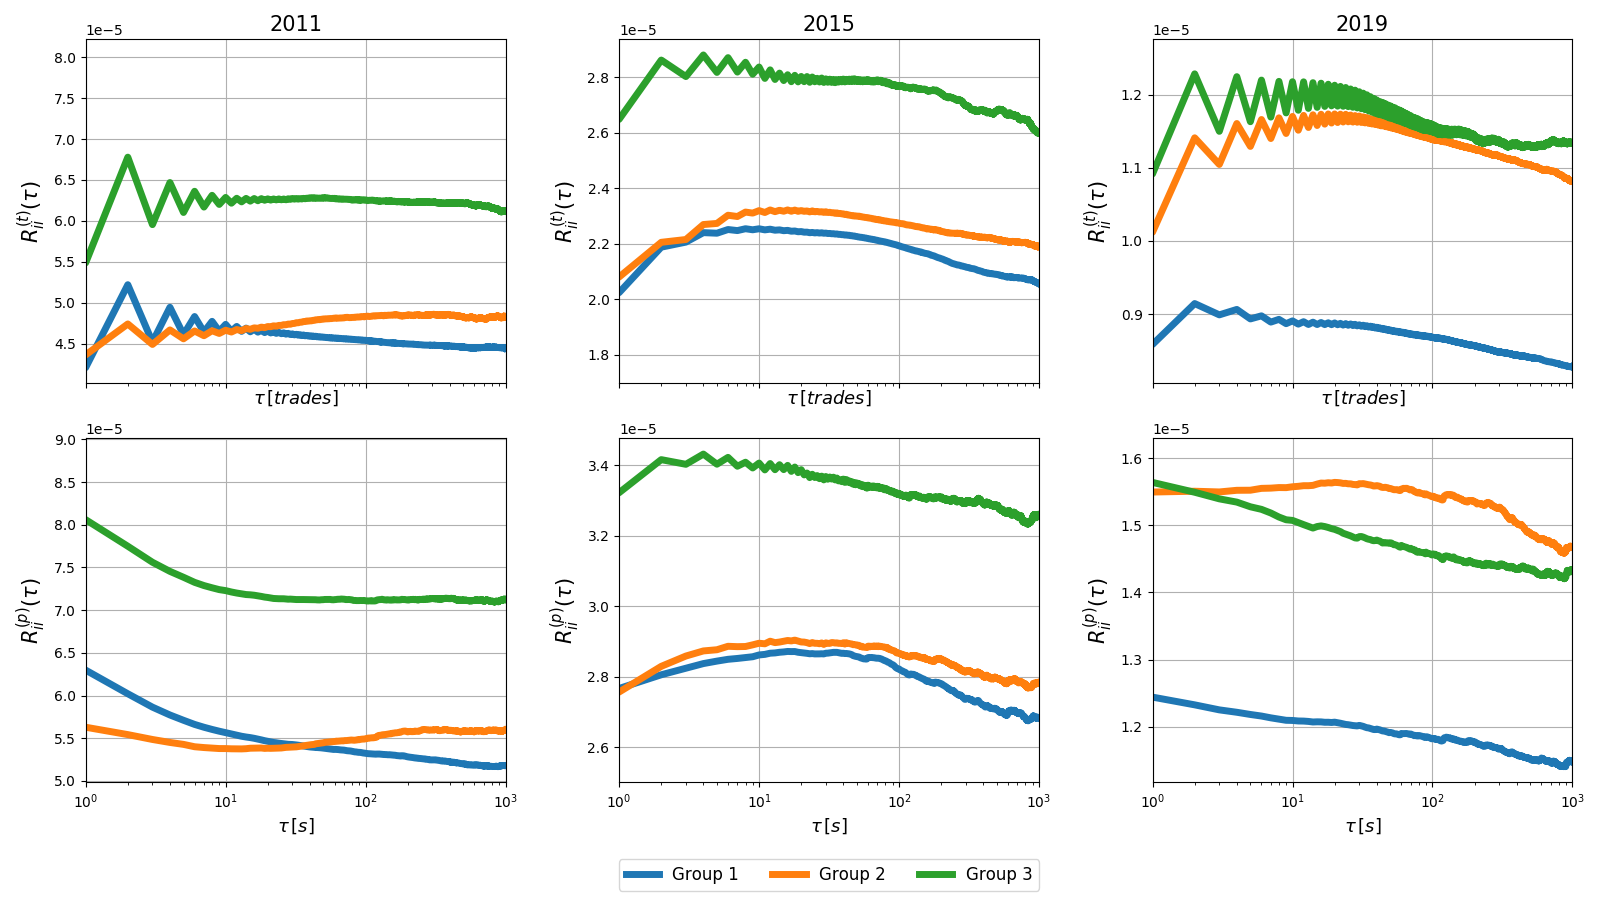 2011
2015
2019
1e−5
1e−5
1e−5
8.0
7.5
7.0
6.5
6.0
5.5
5.0
4.5
R_{ii}^{(t)}(τ)
τ [trades]
2.8
2.6
2.4
2.2
2.0
1.8
R_{ii}^{(t)}(τ)
τ [trades]
1.2
1.1
1.0
0.9
R_{ii}^{(t)}(τ)
τ [trades]
1e−5
9.0
8.5
8.0
7.5
7.0
6.5
6.0
5.5
5.0
R_{ii}^{(p)}(τ)
10^0 10^1 10^2 10^3
τ [s]
1e−5
3.4
3.2
3.0
2.8
2.6
R_{ii}^{(p)}(τ)
10^0 10^1 10^2 10^3
τ [s]
1e−5
1.6
1.5
1.4
1.3
1.2
R_{ii}^{(p)}(τ)
10^0 10^1 10^2 10^3
τ [s]
Group 1 Group 2 Group 3